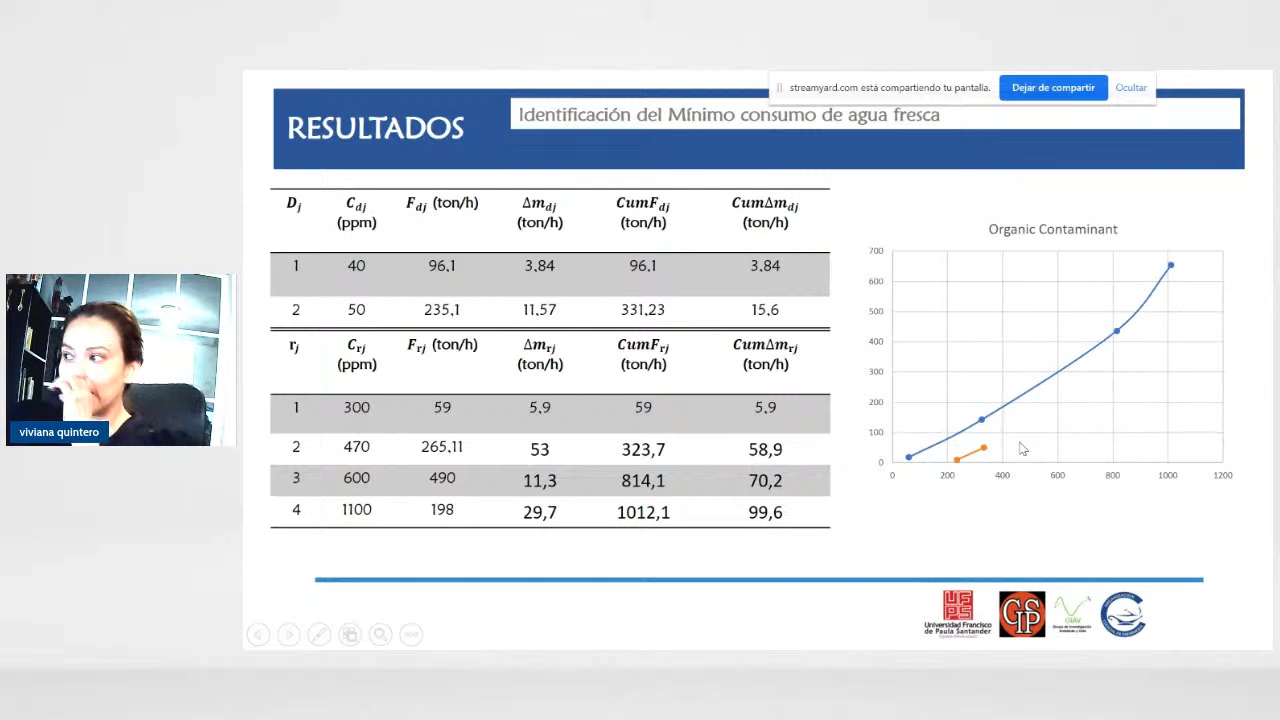 streamyard.com está compartiendo tu pantalla. Dejar de compartir Ocultar
RESULTADOS
Identificación del Mínimo consumo de agua fresca
Dj Cdj (ppm) Fdj (ton/h) Δmdj (ton/h) CumFdj (ton/h) CumΔmdj (ton/h)
1 40 96,1 3,84 96,1 3,84
2 50 235,1 11,57 331,23 15,6
rj Crj (ppm) Frj (ton/h) Δmrj (ton/h) CumFrj (ton/h) CumΔmrj (ton/h)
1 300 59 5,9 59 5,9
2 470 265,11 53 323,7 58,9
3 600 490 11,3 814,1 70,2
4 1100 198 29,7 1012,1 99,6
Organic Contaminant
700
600
500
400
300
200
100
0
0 200 400 600 800 1000 1200
viviana quintero
UFPS
Universidad Francisco
de Paula Santander
GIPS
GIAV